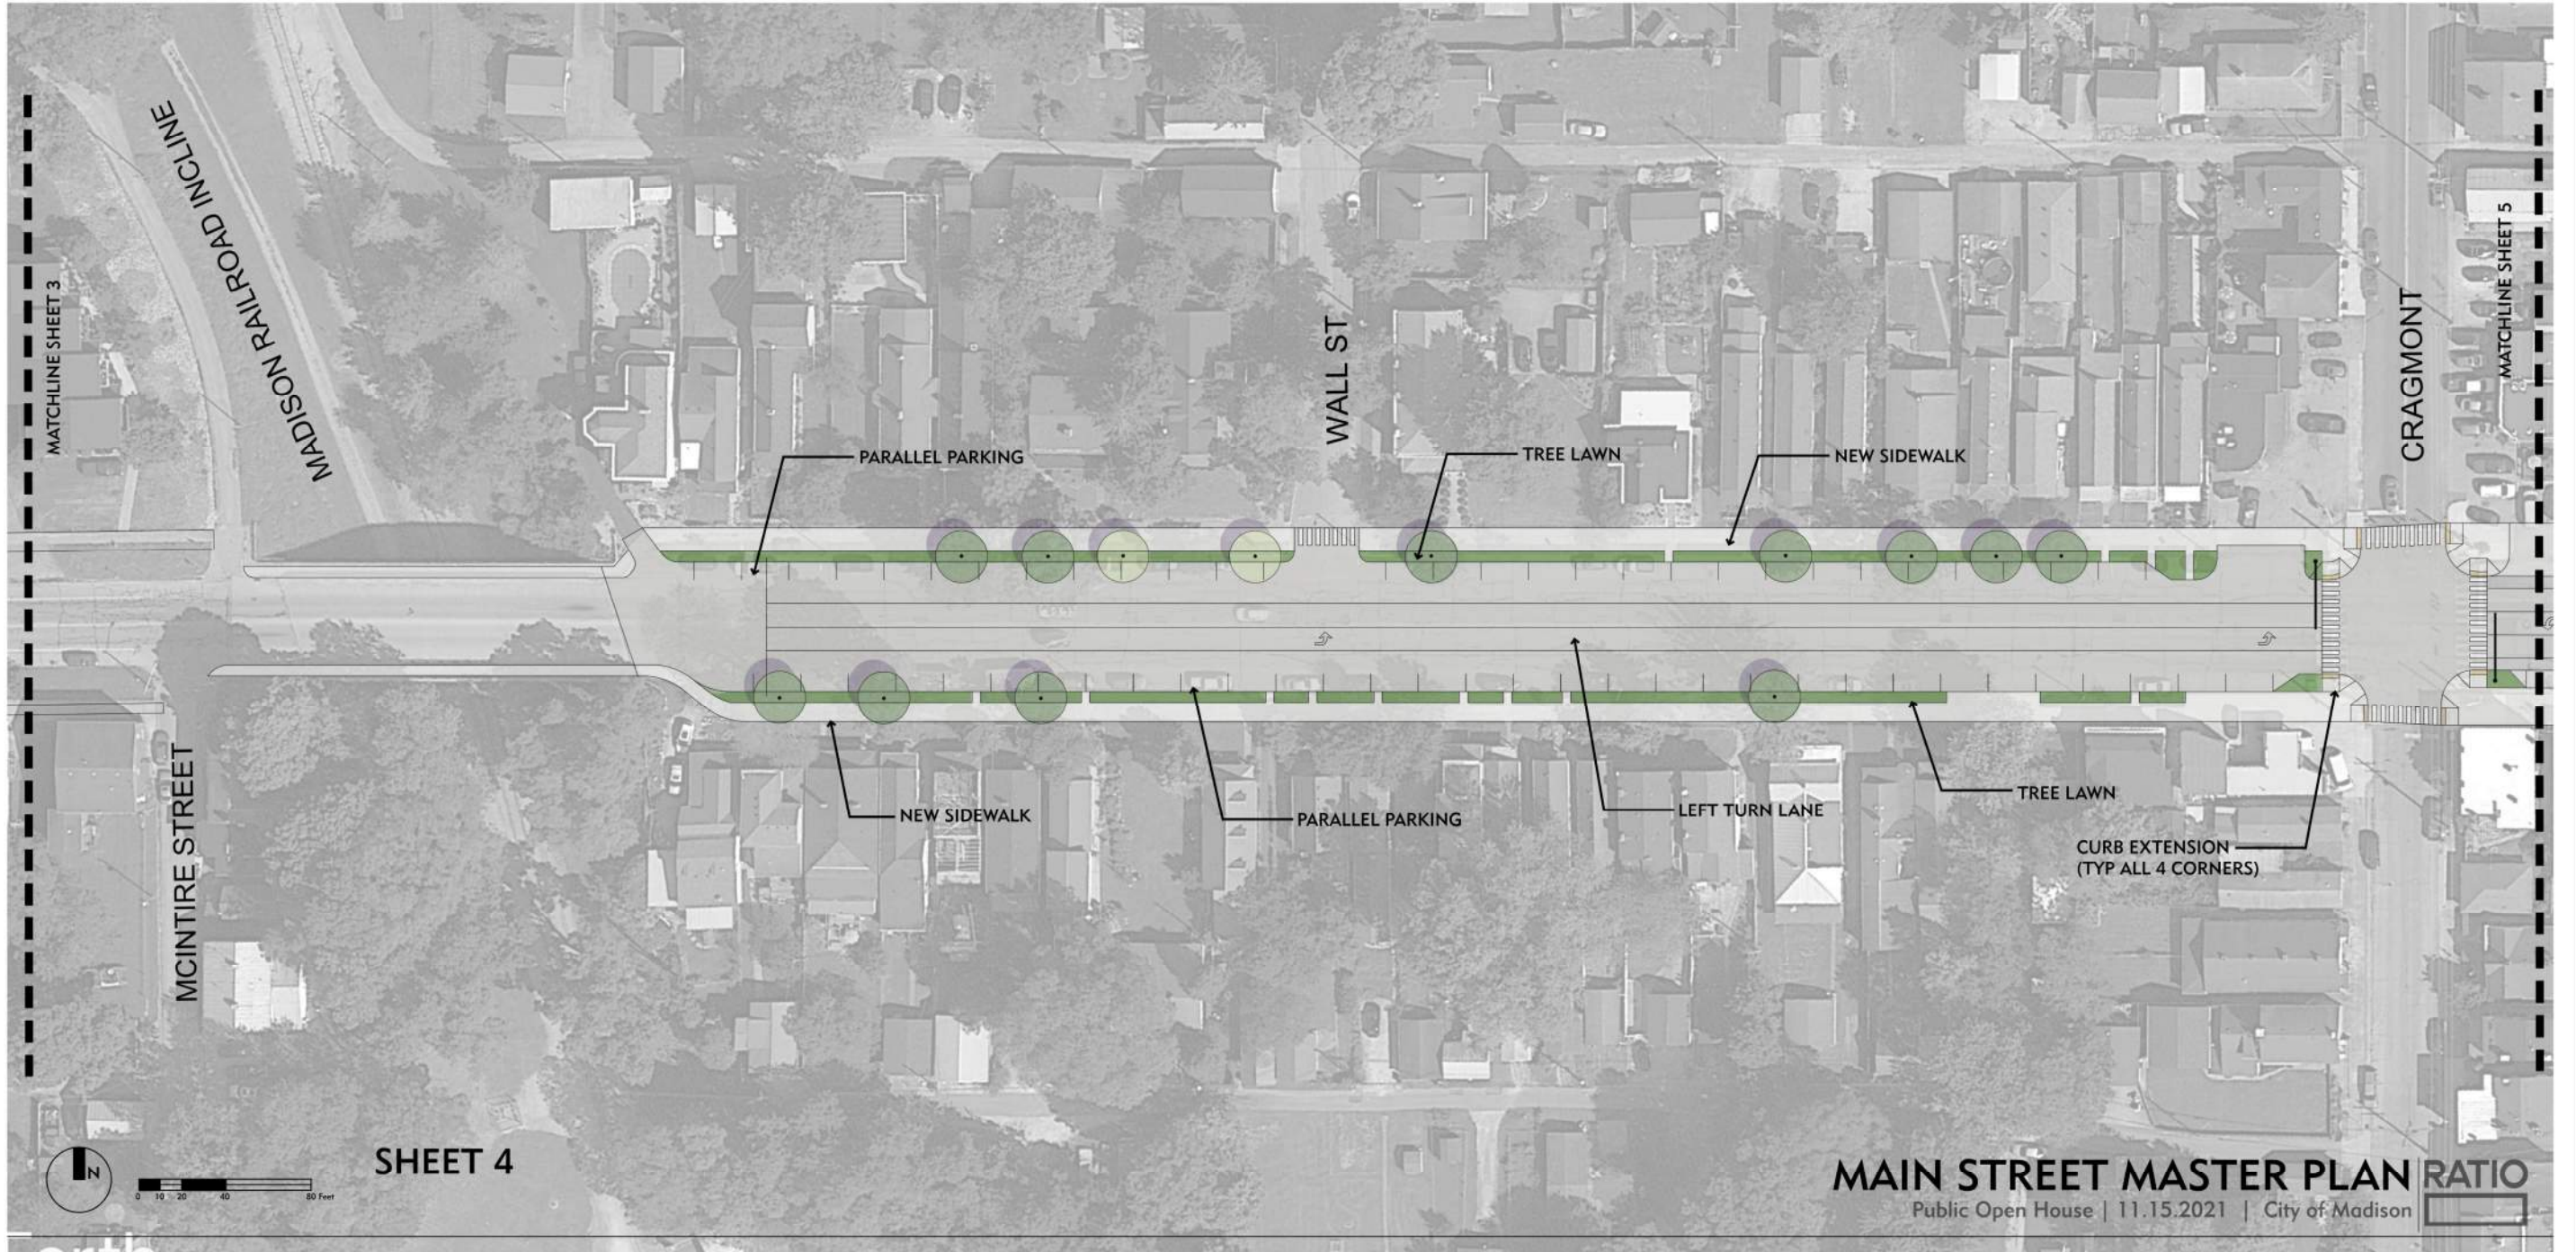 MADISON RAILROAD INCLINE
MATCHLINE SHEET 3
MATCHLINE SHEET 5
WALL ST
CRAGMONT
PARALLEL PARKING
TREE LAWN
NEW SIDEWALK
MCINTIRE STREET
NEW SIDEWALK
PARALLEL PARKING
LEFT TURN LANE
TREE LAWN
CURB EXTENSION
(TYP ALL 4 CORNERS)
N
0 10 20 40 80 Feet
SHEET 4
MAIN STREET MASTER PLAN
RATIO
Public Open House | 11.15.2021 | City of Madison